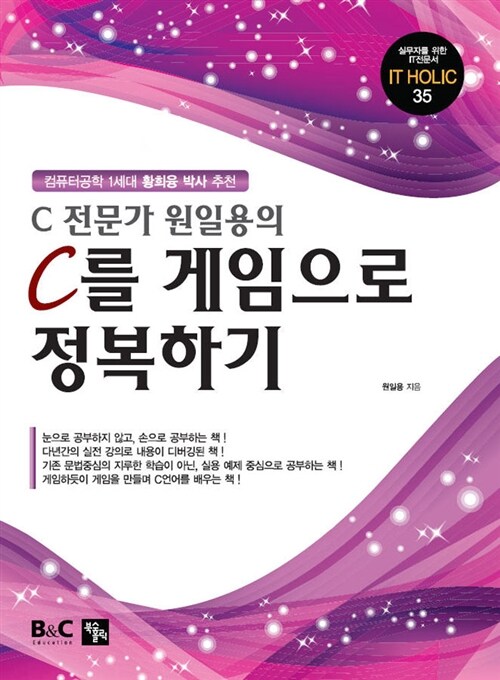 실무자를 위한
IT전문서
IT HOLIC
35
컴퓨터공학 1세대 황희융 박사 추천
C 전문가 원일용의
C를 게임으로
정복하기
원일용 지음
눈으로 공부하지 않고, 손으로 공부하는 책 !
다년간의 실전 강의로 내용이 디버깅된 책 !
기존 문법중심의 지루한 학습이 아닌, 실용 예제 중심으로 공부하는 책 !
게임하듯이 게임을 만들며 C언어를 배우는 책 !
B&C
Education
북스
홀릭